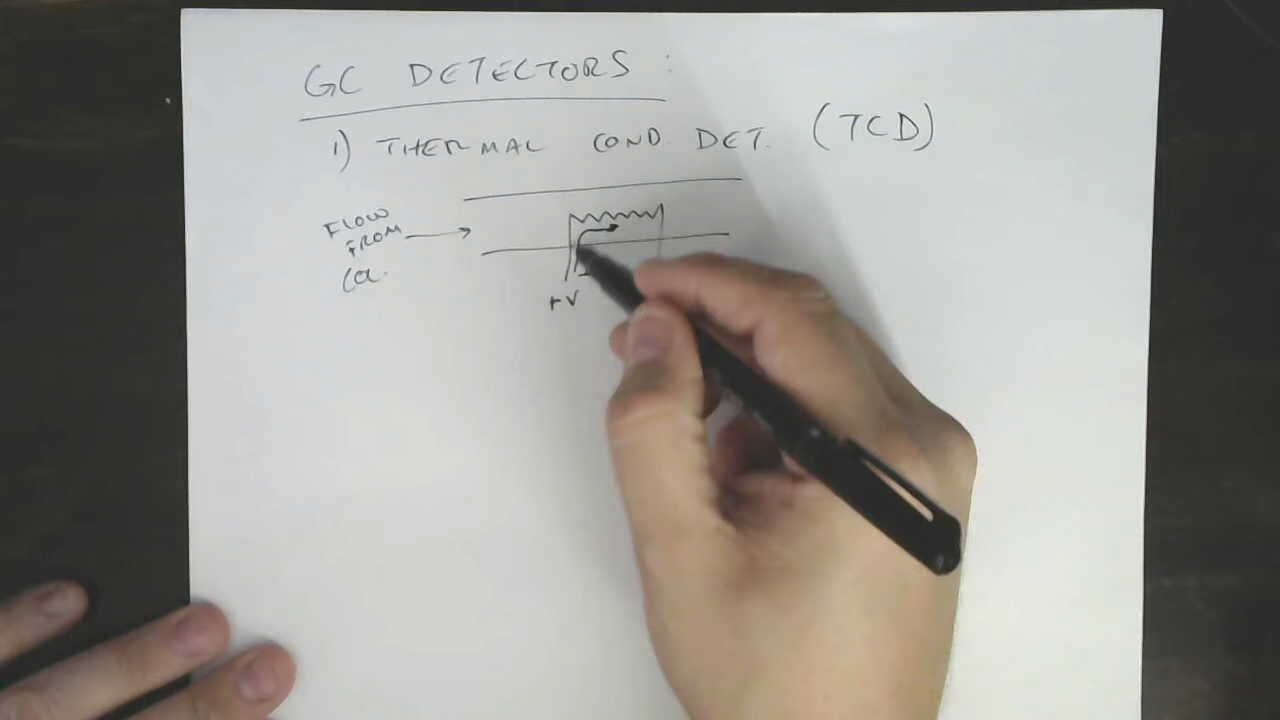 GC DETECTORS :
1) THERMAL COND. DET. (TCD)
FLOW
FROM
COL.
+V